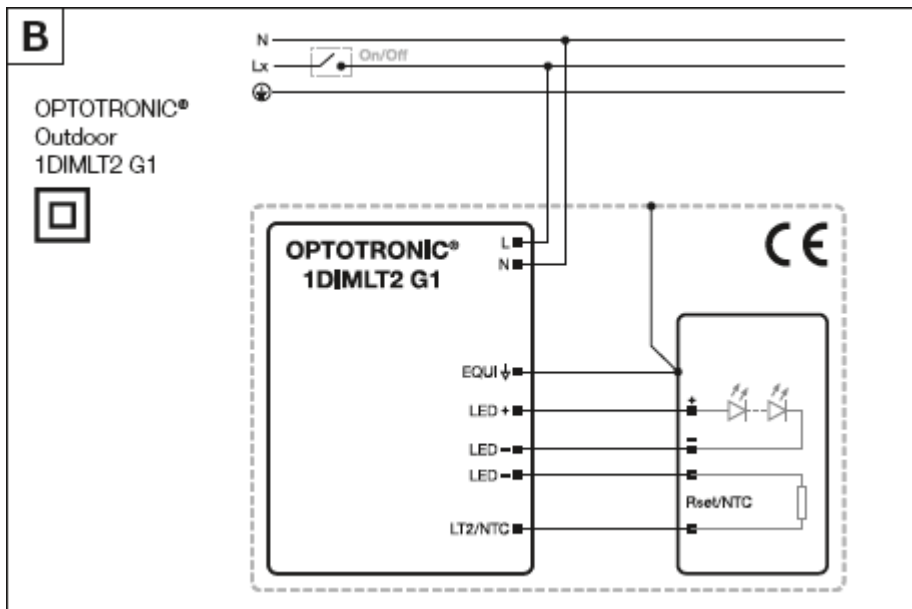 B
N
Lx
On/Off
OPTOTRONIC®
Outdoor
1DIMLT2 G1
OPTOTRONIC®
1DIMLT2 G1
L
N
CE
EQUI
LED +
LED -
LED -
LT2/NTC
+
-
Rset/NTC